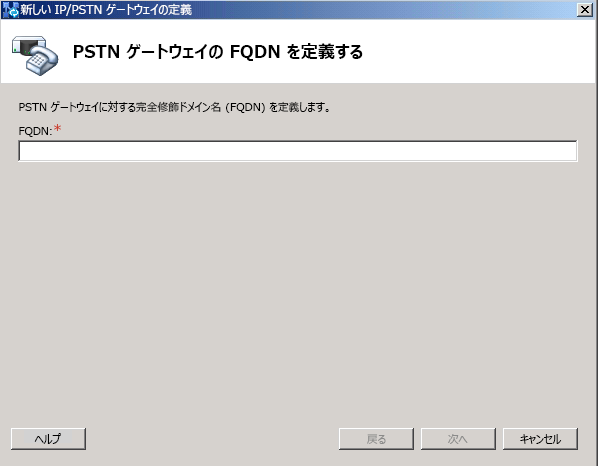 新しい IP/PSTN ゲートウェイの定義
PSTN ゲートウェイの FQDN を定義する
PSTN ゲートウェイに対する完全修飾ドメイン名 (FQDN) を定義します。
FQDN:*
ヘルプ 戻る 次へ キャンセル